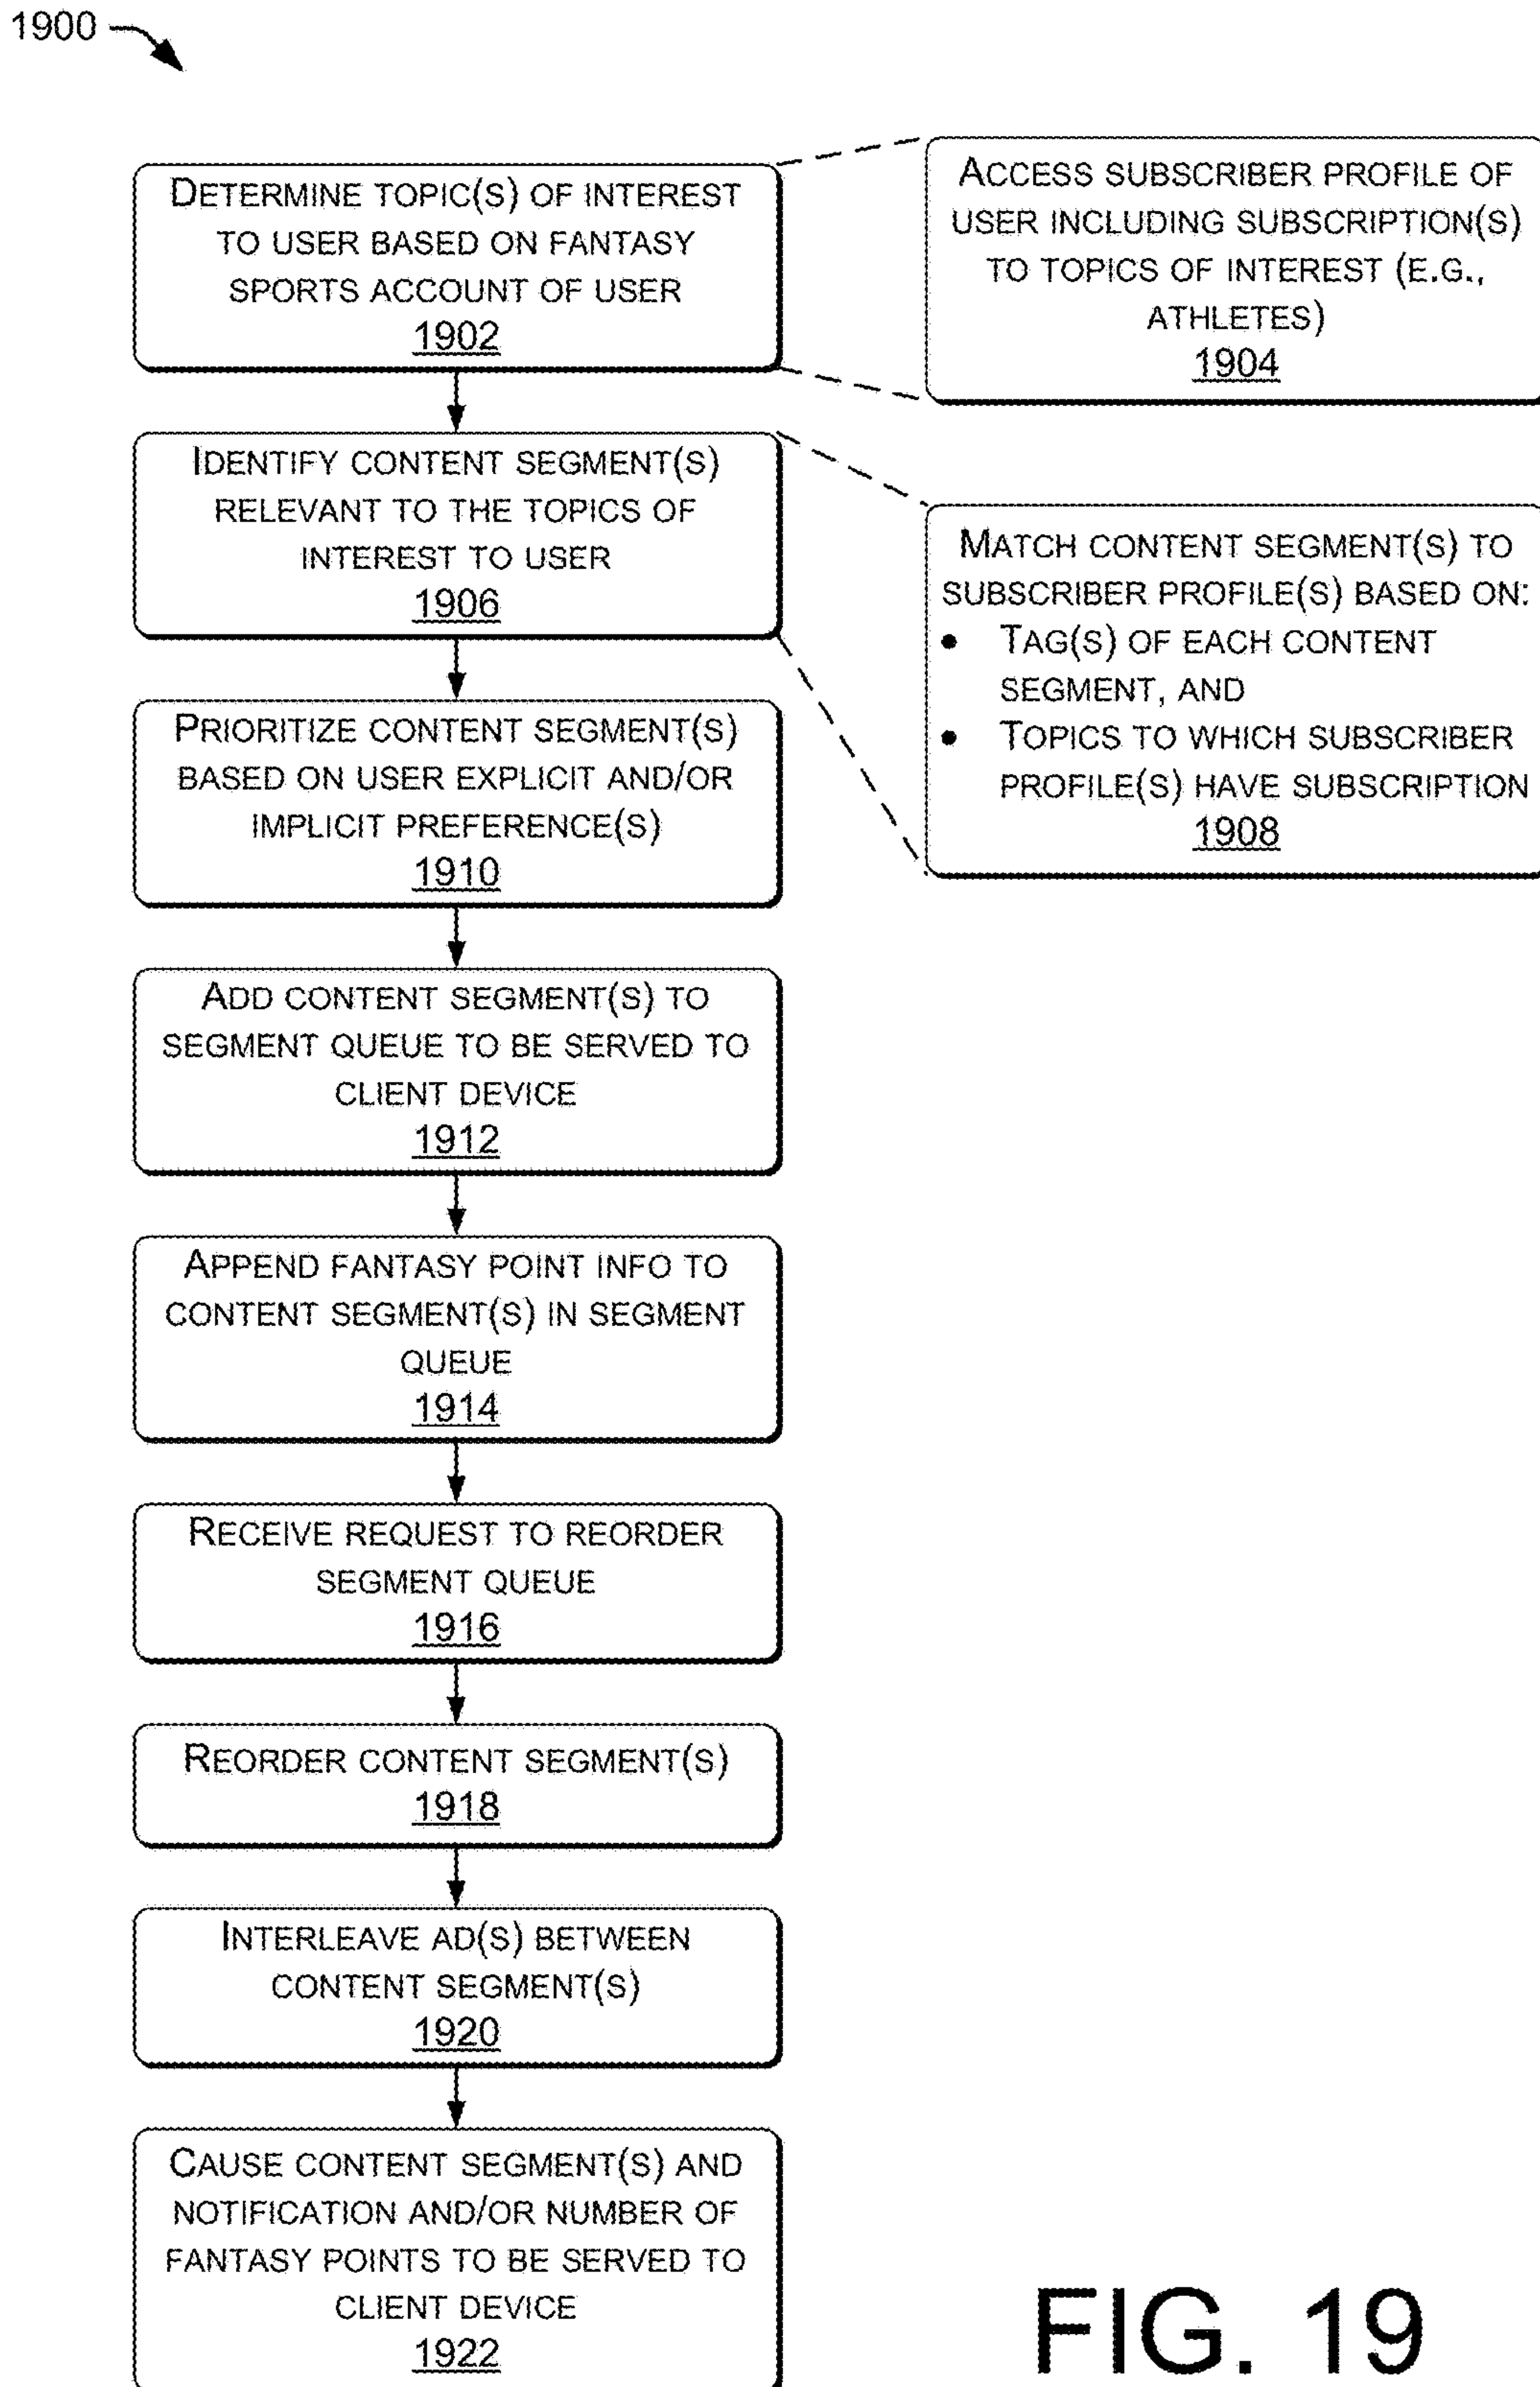 1900
DETERMINE TOPIC(S) OF INTEREST
TO USER BASED ON FANTASY
SPORTS ACCOUNT OF USER
1902
ACCESS SUBSCRIBER PROFILE OF
USER INCLUDING SUBSCRIPTION(S)
TO TOPICS OF INTEREST (E.G.,
ATHLETES)
1904
IDENTIFY CONTENT SEGMENT(S)
RELEVANT TO THE TOPICS OF
INTEREST TO USER
1906
MATCH CONTENT SEGMENT(S) TO
SUBSCRIBER PROFILE(S) BASED ON:
• TAG(S) OF EACH CONTENT
SEGMENT, AND
• TOPICS TO WHICH SUBSCRIBER
PROFILE(S) HAVE SUBSCRIPTION
1908
PRIORITIZE CONTENT SEGMENT(S)
BASED ON USER EXPLICIT AND/OR
IMPLICIT PREFERENCE(S)
1910
ADD CONTENT SEGMENT(S) TO
SEGMENT QUEUE TO BE SERVED TO
CLIENT DEVICE
1912
APPEND FANTASY POINT INFO TO
CONTENT SEGMENT(S) IN SEGMENT
QUEUE
1914
RECEIVE REQUEST TO REORDER
SEGMENT QUEUE
1916
REORDER CONTENT SEGMENT(S)
1918
INTERLEAVE AD(S) BETWEEN
CONTENT SEGMENT(S)
1920
CAUSE CONTENT SEGMENT(S) AND
NOTIFICATION AND/OR NUMBER OF
FANTASY POINTS TO BE SERVED TO
CLIENT DEVICE
1922
FIG. 19